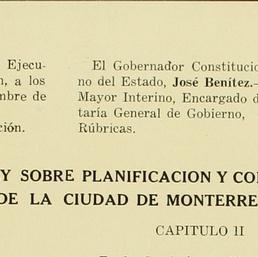 Ejecu-
n, a los
mbre de
ción.
El Gobernador Constitucio
no del Estado, José Benítez.—
Mayor Interino, Encargado d
taría General de Gobierno,
Rúbricas.
Y SOBRE PLANIFICACION Y CO
DE LA CIUDAD DE MONTERRE
CAPITULO II